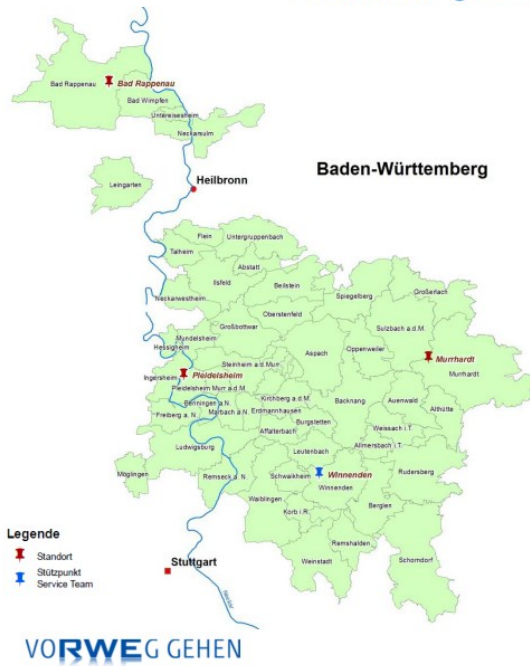 Bad Rappenau
Bad Rappenau
Bad Wimpfen
Untereisesheim
Neckarsulm
Leingarten
Heilbronn
Baden-Württemberg
Flein
Untergruppenbach
Talheim
Abstatt
Ilsfeld
Beilstein
Neckarwestheim
Oberstenfeld
Spiegelberg
Großerlach
Großbottwar
Sulzbach a.d.M.
Mundelsheim
Hessigheim
Aspach
Oppenweiler
Murrhardt
Steinheim a.d.Murr
Ingersheim
Pleidelsheim
Murrhardt
Pleidelsheim Murr a.d.M.
Kirchberg a.d.M.
Backnang
Auenwald
Benningen a.N.
Althütte
Freiberg a. N.
Marbach a.N.
Erdmannhausen
Burgstetten
Weissach i.T.
Affalterbach
Allmersbach i.T.
Ludwigsburg
Leutenbach
Möglingen
Remseck a. N.
Schwaikheim
Winnenden
Rudersberg
Winnenden
Waiblingen
Berglen
Korb i.R.
Remshalden
Weinstadt
Schorndorf
Stuttgart
Neckar
Legende
Standort
Stützpunkt
Service Team
VORWEG GEHEN